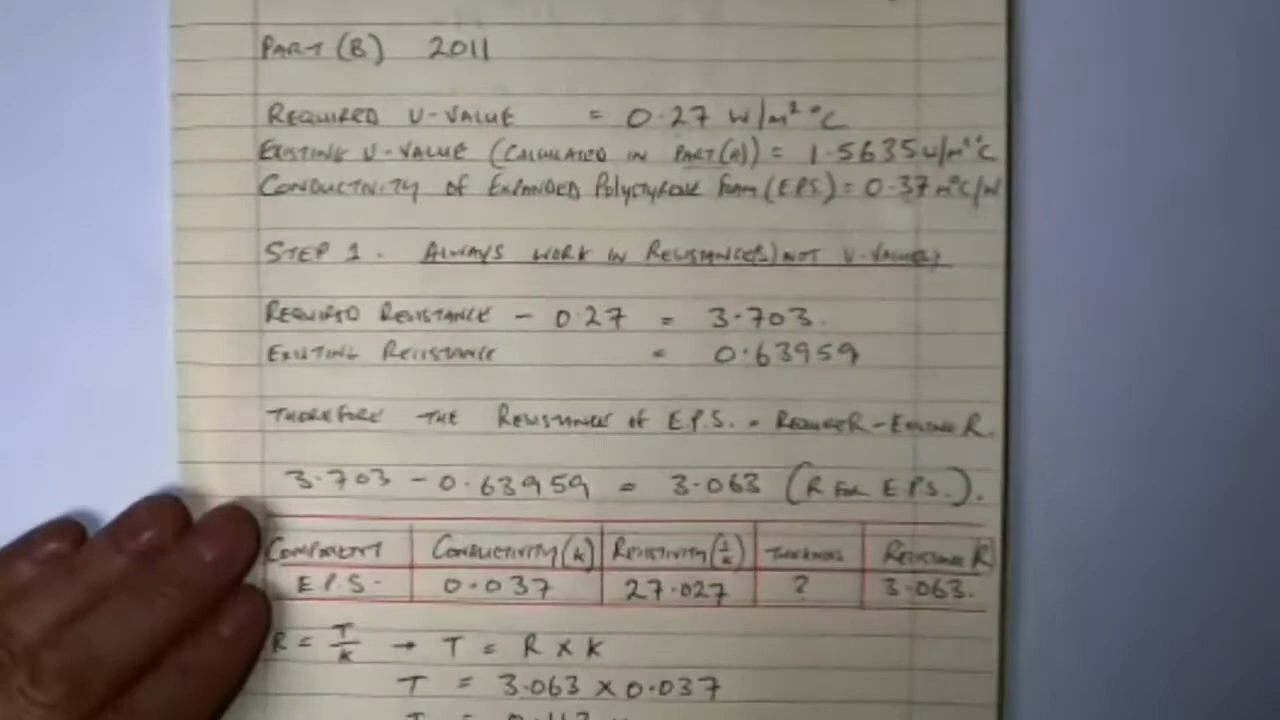 PART (B) 2011
REQUIRED U-VALUE = 0.27 W/m² °C
EXISTING U-VALUE (CALCULATED IN PART(A)) = 1.5635 W/m²°C
CONDUCTIVITY OF EXPANDED POLYSTYRENE FOAM (E.P.S.) = 0.37 m°C/W
STEP 1. ALWAYS WORK IN RESISTANCE(S) NOT U-VALUE(S)
REQUIRED RESISTANCE - 0.27 = 3.703.
EXISTING RESISTANCE = 0.63959
THEREFORE THE RESISTANCE OF E.P.S. = REQUIRE R - EXISTING R.
3.703 - 0.63959 = 3.063 (R FOR E.P.S.).
COMPONENT CONDUCTIVITY (k) RESISTIVITY (1/k) THICKNESS RESISTANCE R
E.P.S. 0.037 27.027 ? 3.063.
R = T/k → T = R × k
T = 3.063 × 0.037